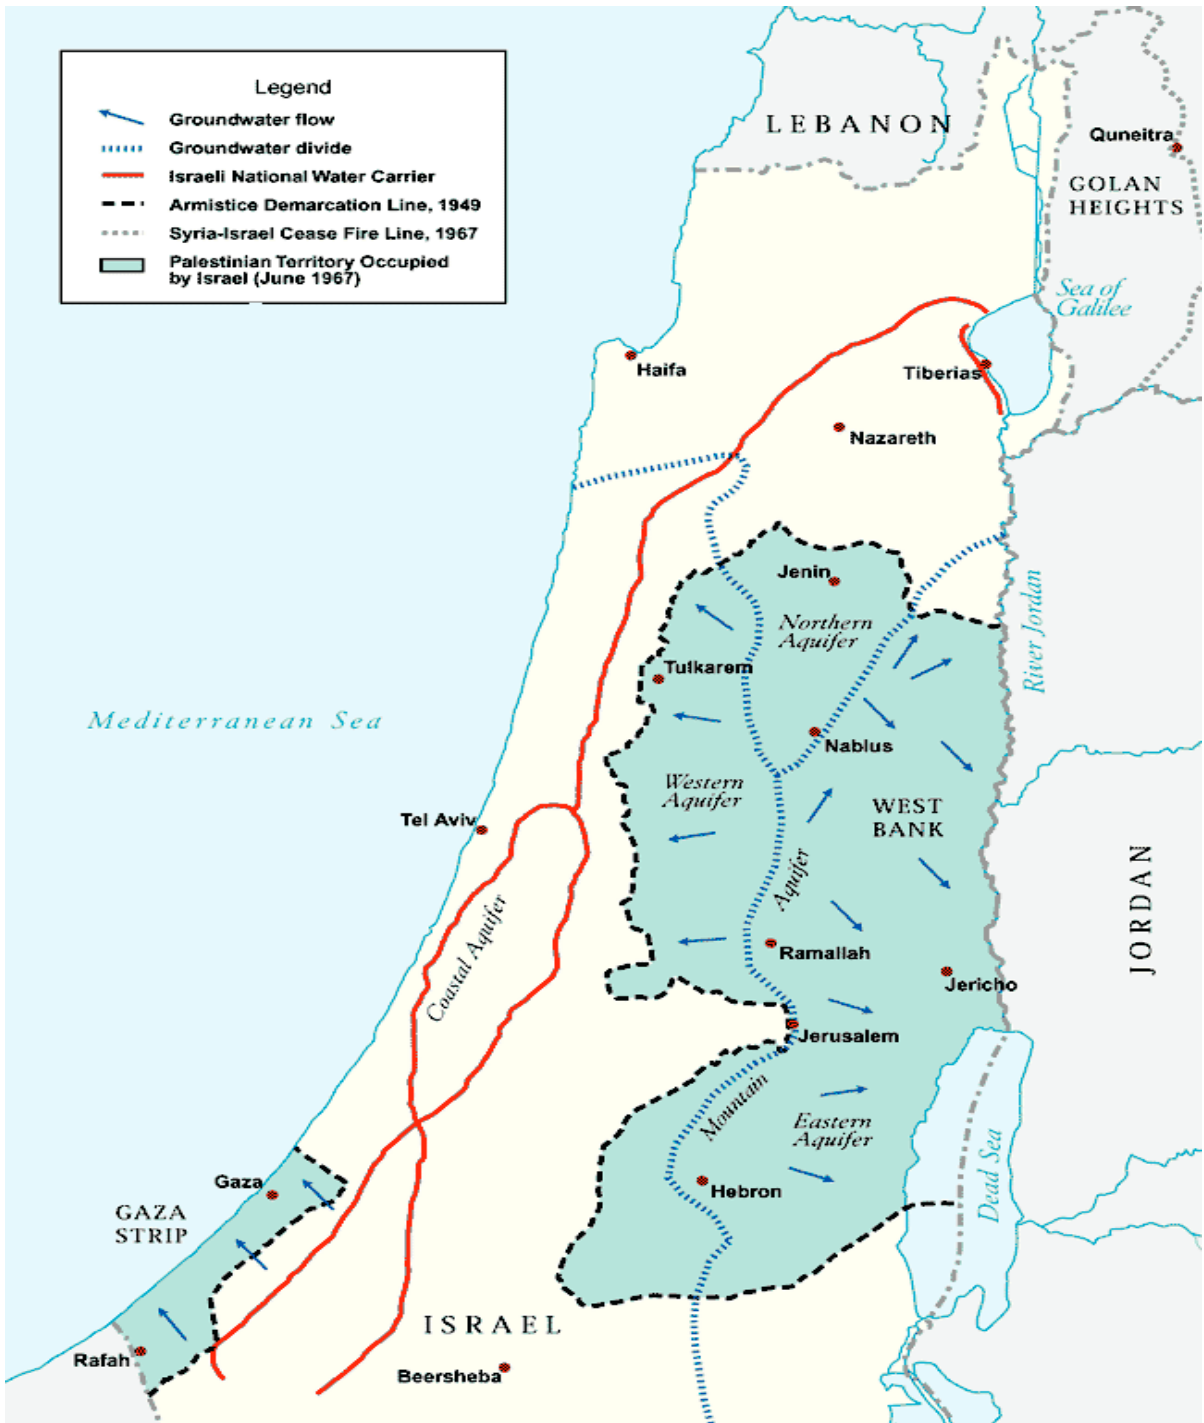 Legend
Groundwater flow
Groundwater divide
Israeli National Water Carrier
Armistice Demarcation Line, 1949
Syria-Israel Cease Fire Line, 1967
Palestinian Territory Occupied
by Israel (June 1967)
LEBANON
Quneitra
GOLAN
HEIGHTS
Sea of
Galilee
Haifa
Tiberias
Nazareth
Jenin
Northern
Aquifer
River Jordan
Tulkarem
Mediterranean Sea
Nablus
Western
Aquifer
WEST
BANK
Tel Aviv
Aquifer
JORDAN
Coastal Aquifer
Ramallah
Jericho
Jerusalem
Mountain
Eastern
Aquifer
Dead Sea
Gaza
Hebron
GAZA
STRIP
ISRAEL
Rafah
Beersheba